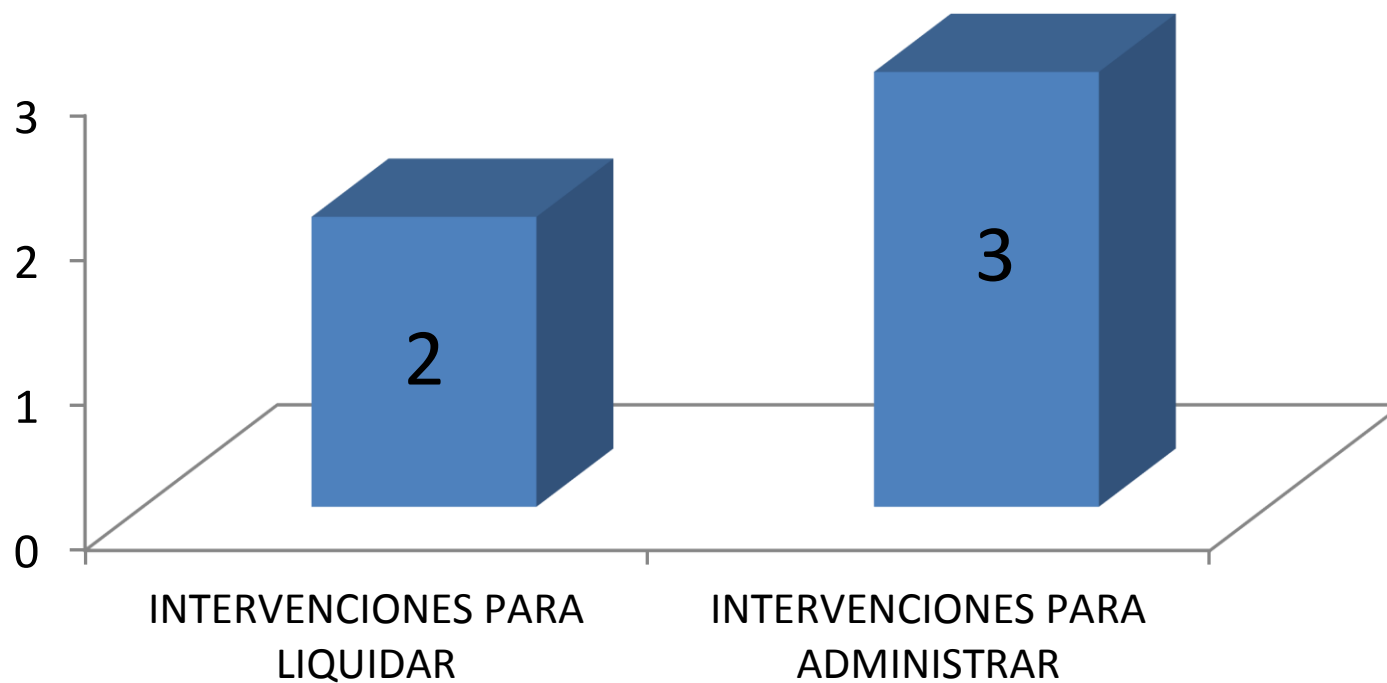 3
2
1
0
2
3
INTERVENCIONES PARA
LIQUIDAR
INTERVENCIONES PARA
ADMINISTRAR